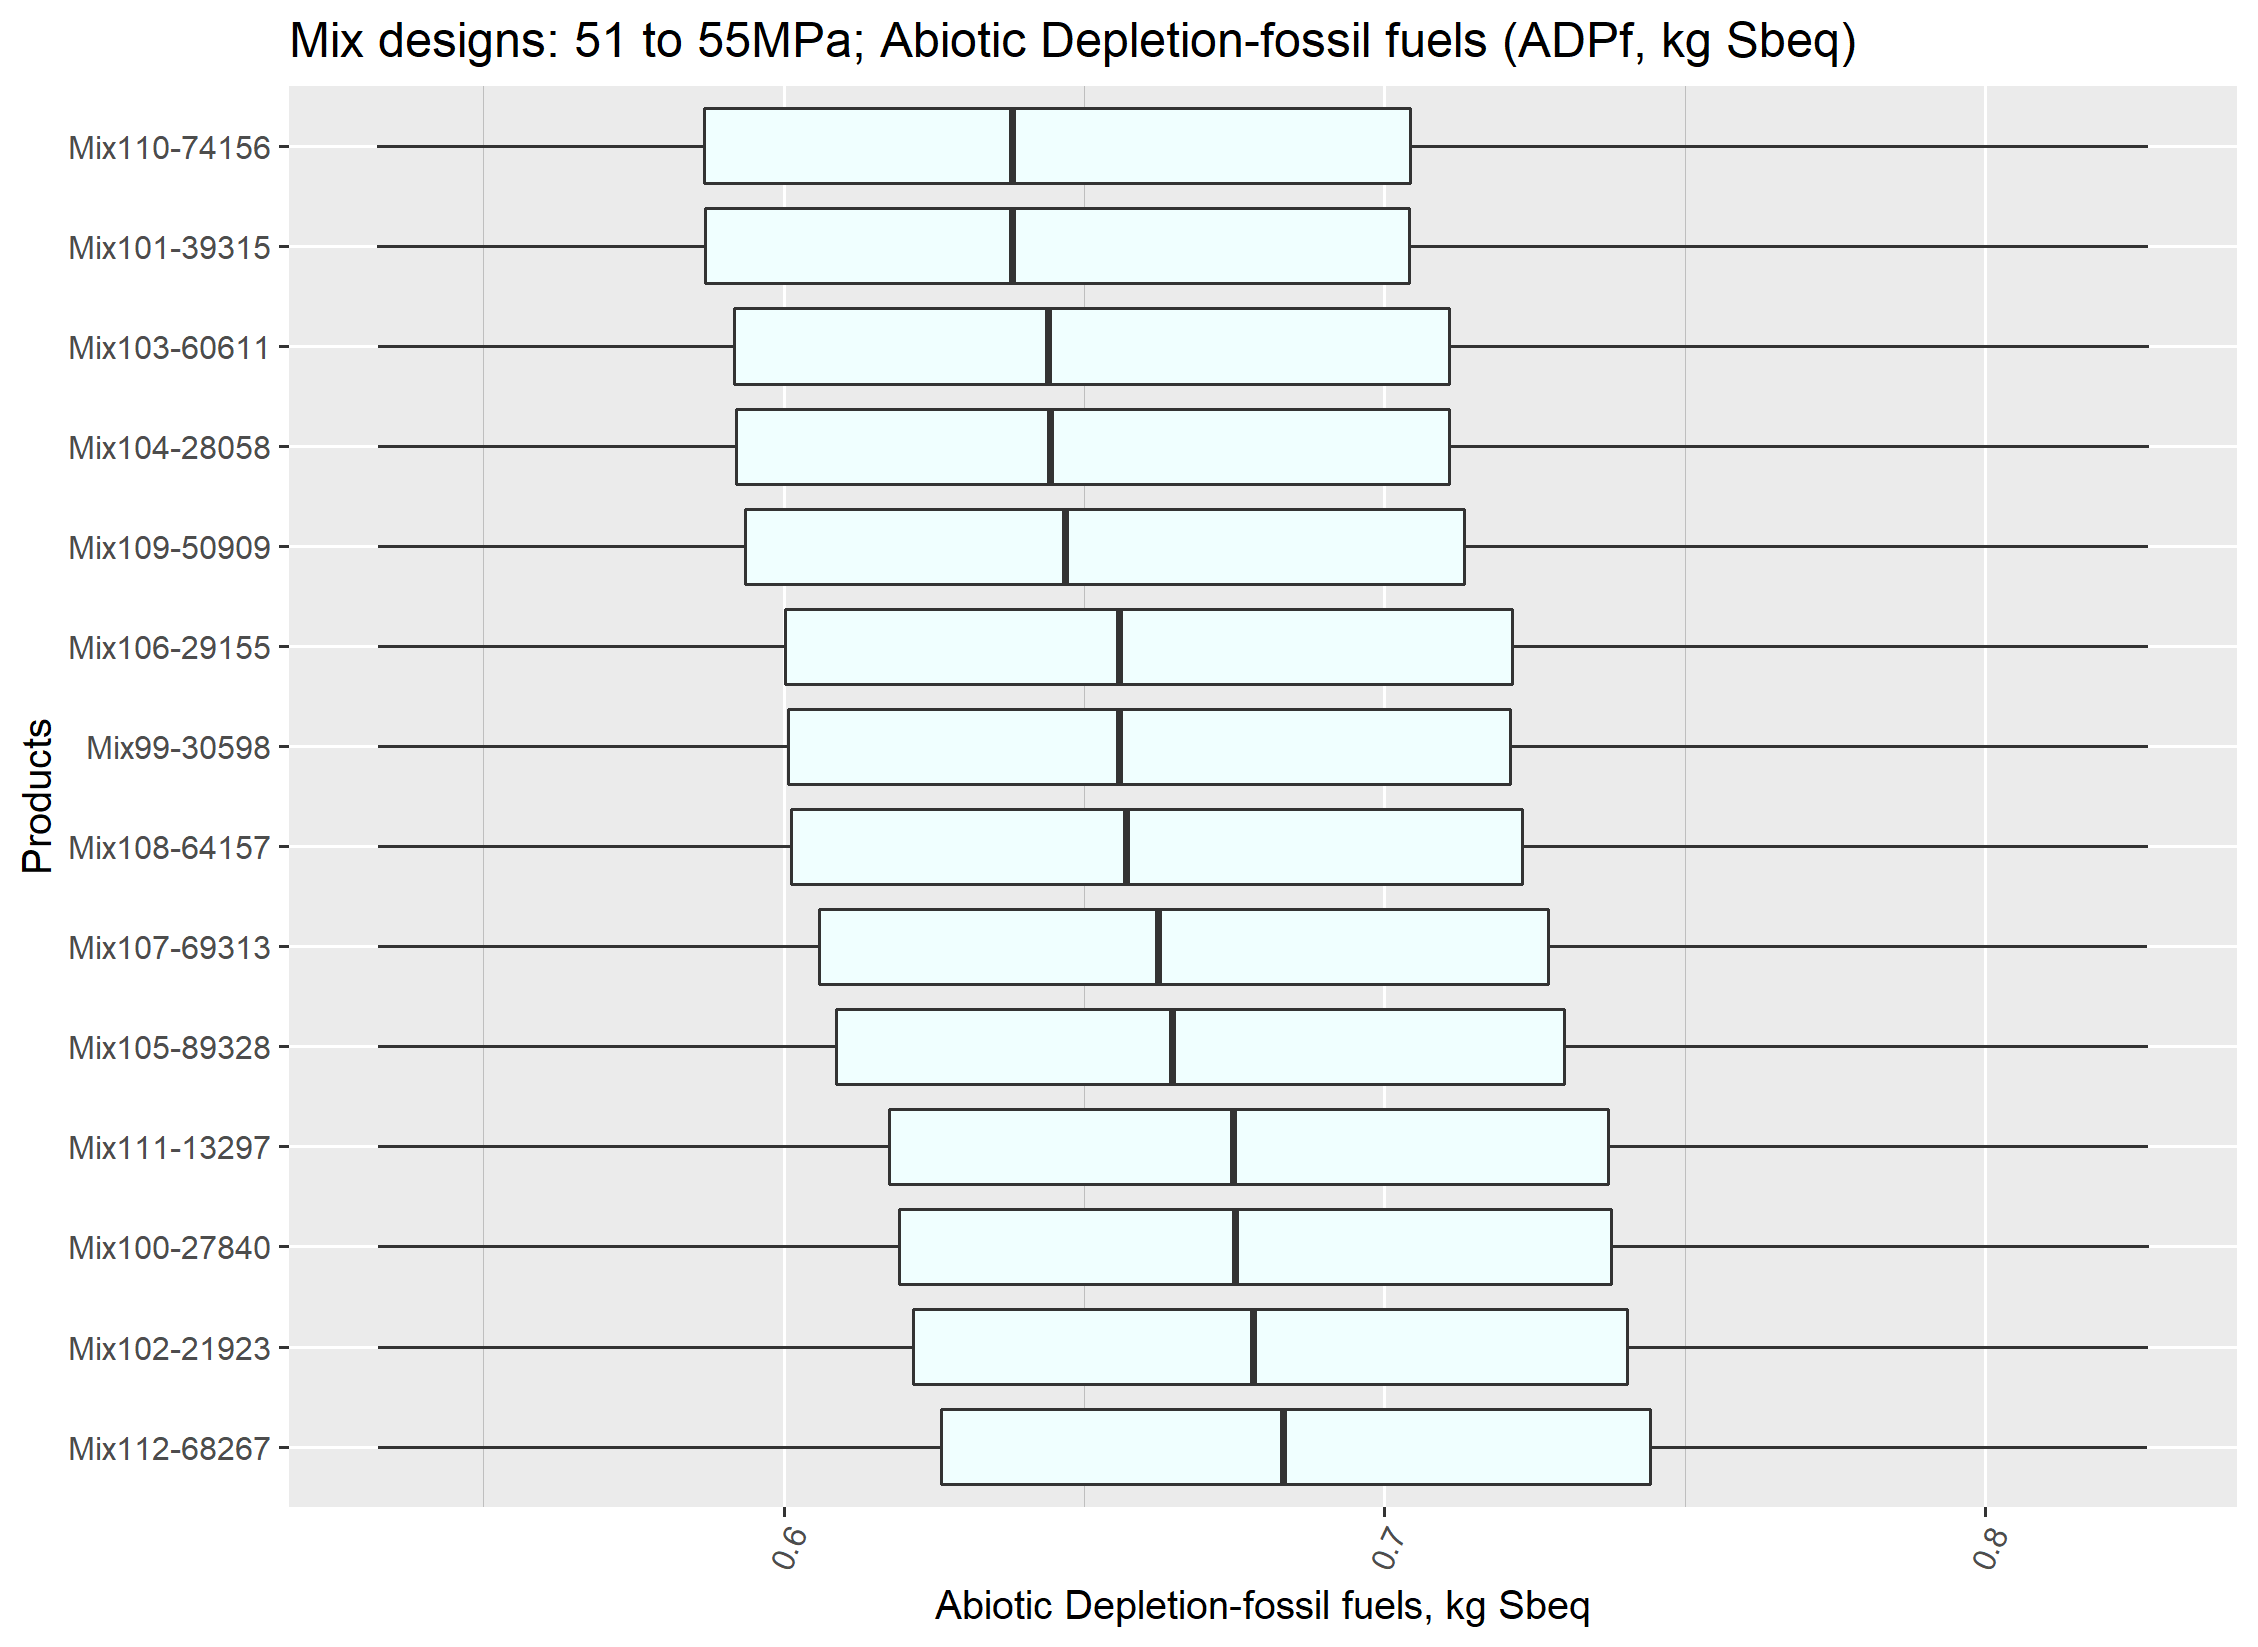 Mix designs: 51 to 55MPa; Abiotic Depletion-fossil fuels (ADPf, kg Sbeq)
Products
Mix110-74156
Mix101-39315
Mix103-60611
Mix104-28058
Mix109-50909
Mix106-29155
Mix99-30598
Mix108-64157
Mix107-69313
Mix105-89328
Mix111-13297
Mix100-27840
Mix102-21923
Mix112-68267
0.6
0.7
0.8
Abiotic Depletion-fossil fuels, kg Sbeq